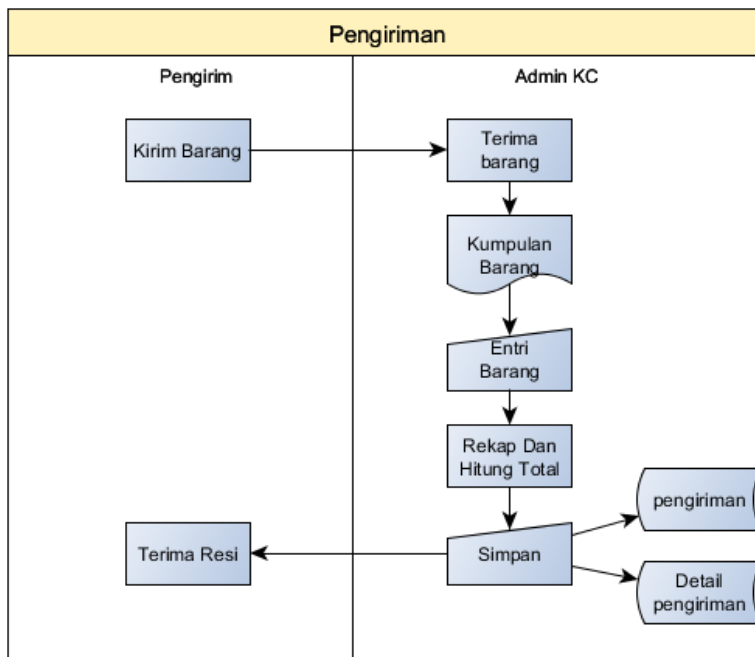 Pengiriman
Pengirim
Admin KC
Kirim Barang
Terima
barang
Kumpulan
Barang
Entri
Barang
Rekap Dan
Hitung Total
pengiriman
Terima Resi
Simpan
Detail
pengiriman